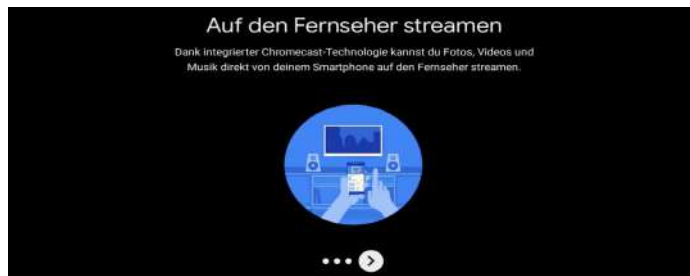 Auf den Fernseher streamen
Dank integrierter Chromecast-Technologie kannst du Fotos, Videos und
Musik direkt von deinem Smartphone auf den Fernseher streamen.